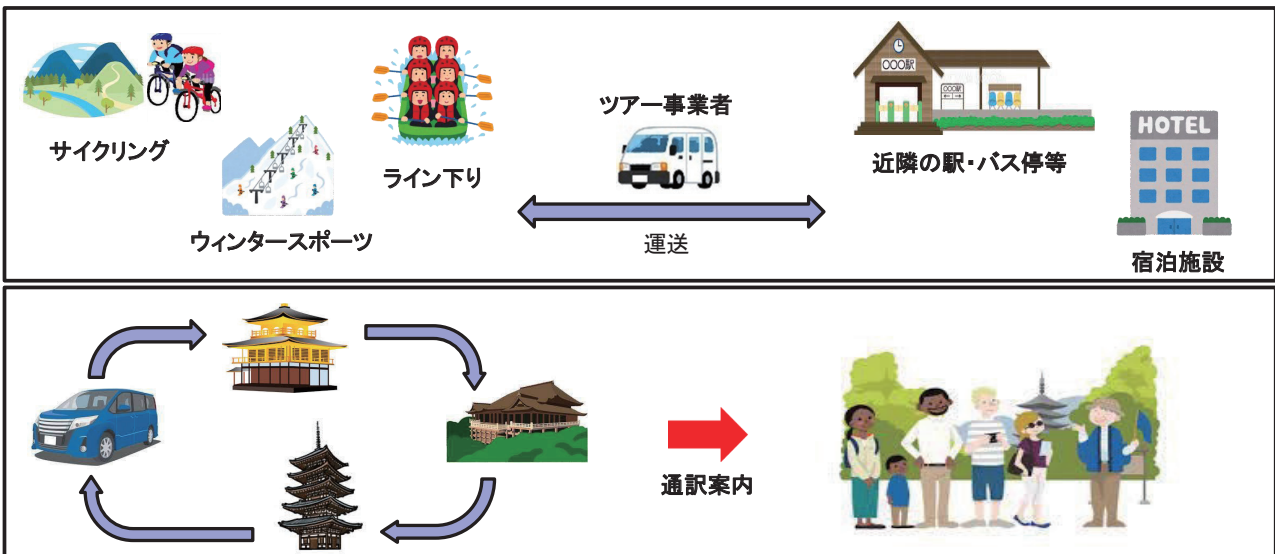 サイクリング
ウィンタースポーツ
ライン下り
ツアー事業者
運送
〇〇〇駅
近隣の駅・バス停等
HOTEL
宿泊施設
通訳案内